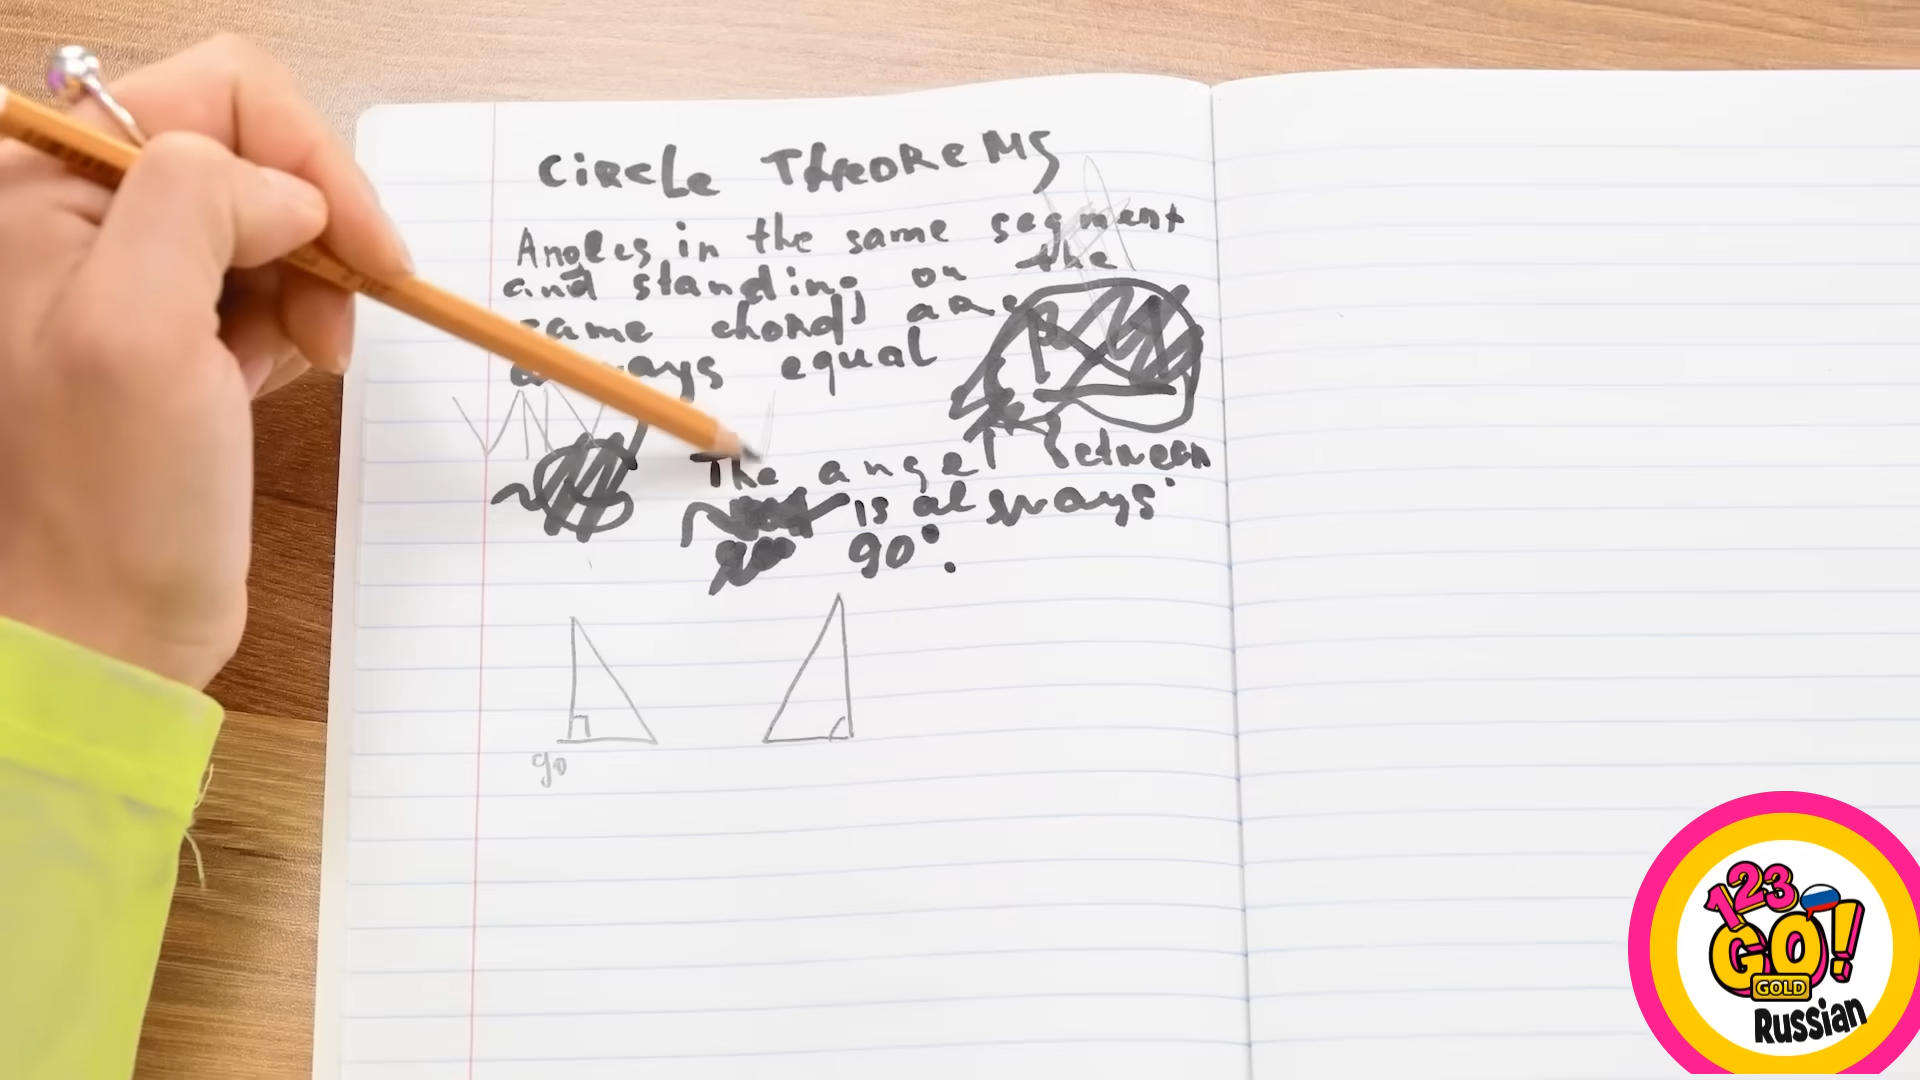 CiRcLe THeoReMS
Angles in the same segment
and standing on the
same chord are
always equal
The angel between
is always
90°.
90
123
GO!
GOLD
Russian